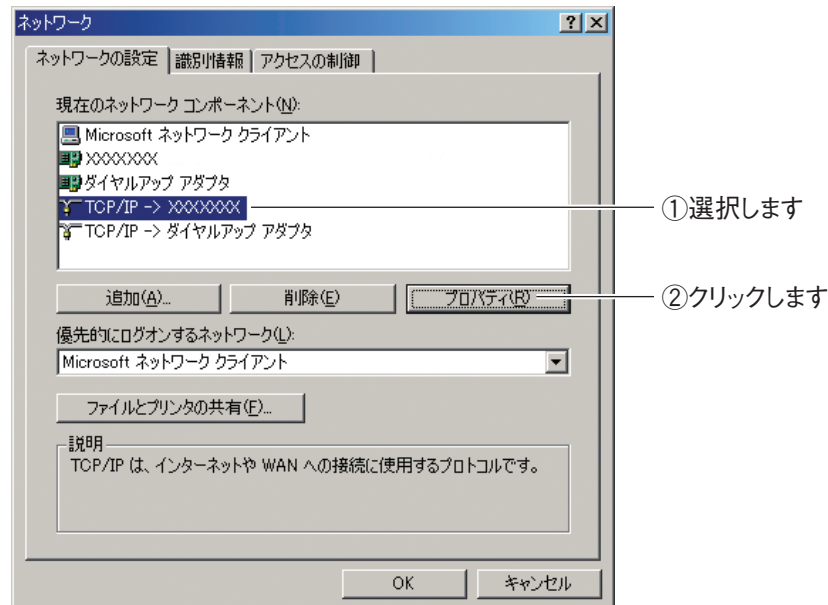 ネットワーク
ネットワークの設定 識別情報 アクセスの制御
現在のネットワーク コンポーネント(N):
Microsoft ネットワーク クライアント
XXXXXXX
ダイヤルアップ アダプタ
TCP/IP -> XXXXXXX
①選択します
TCP/IP -> ダイヤルアップ アダプタ
追加(A)... 削除(E) プロパティ(R)
②クリックします
優先的にログオンするネットワーク(L):
Microsoft ネットワーク クライアント
ファイルとプリンタの共有(F)...
説明
TCP/IP は、インターネットや WAN への接続に使用するプロトコルです。
OK キャンセル